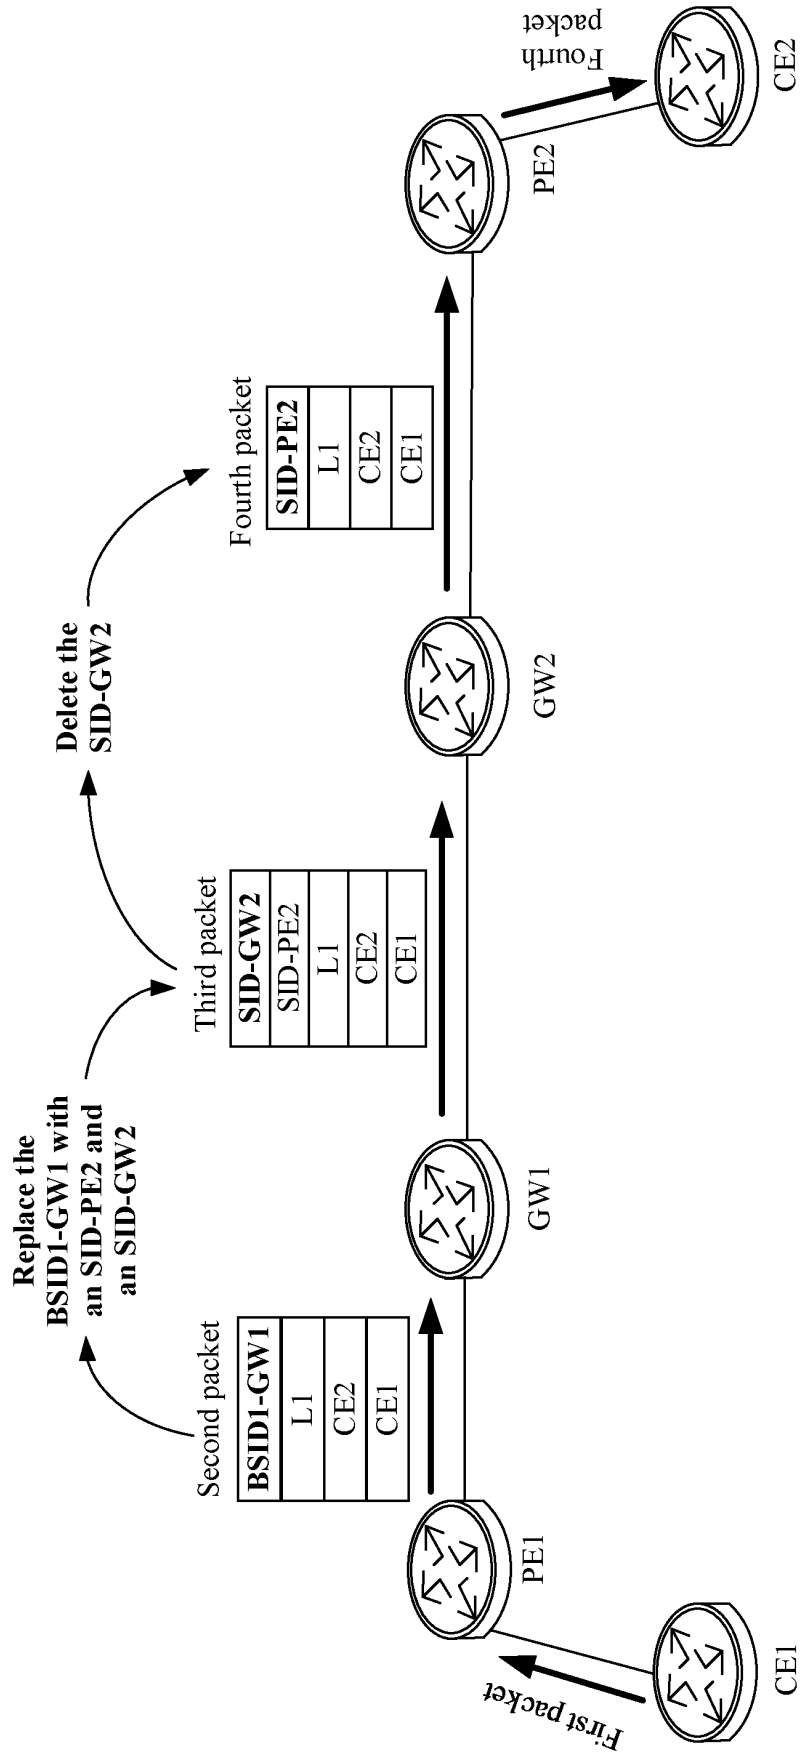 Replace the
BSID1-GW1 with
an SID-PE2 and
an SID-GW2
Delete the
SID-GW2
Second packet
BSID1-GW1
L1
CE2
CE1
Third packet
SID-GW2
SID-PE2
L1
CE2
CE1
Fourth packet
SID-PE2
L1
CE2
CE1
First packet
PE1
GW1
GW2
PE2
Fourth
packet
CE1
CE2